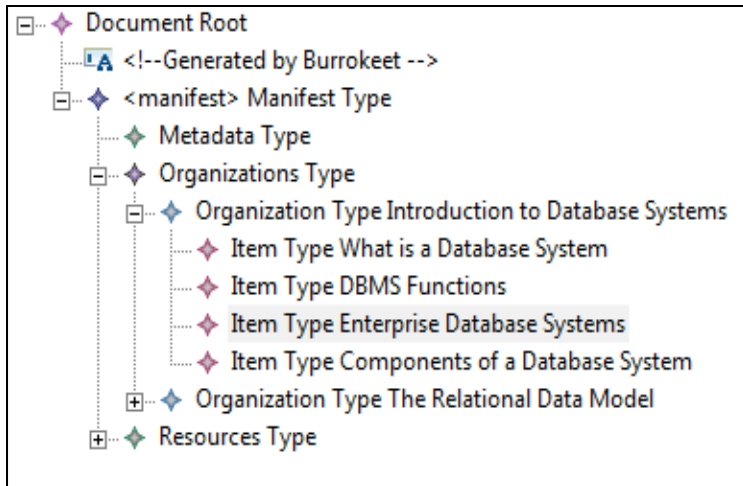 Document Root
<!--Generated by Burrokeet -->
<manifest> Manifest Type
Metadata Type
Organizations Type
Organization Type Introduction to Database Systems
Item Type What is a Database System
Item Type DBMS Functions
Item Type Enterprise Database Systems
Item Type Components of a Database System
Organization Type The Relational Data Model
Resources Type